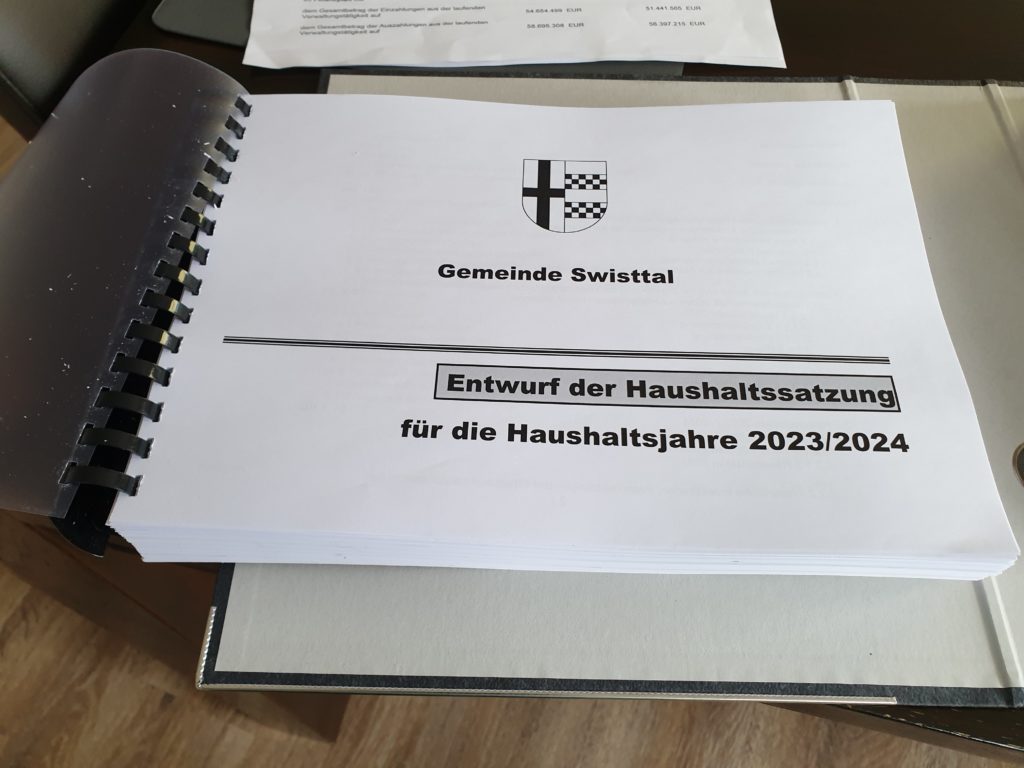 dem Gesamtbetrag der Einzahlungen aus der laufenden 54.654.499 EUR 51.441.565 EUR
Verwaltungstätigkeit auf
dem Gesamtbetrag der Auszahlungen aus der laufenden 58.695.308 EUR 56.397.215 EUR
Verwaltungstätigkeit auf
Gemeinde Swisttal
Entwurf der Haushaltssatzung
für die Haushaltsjahre 2023/2024